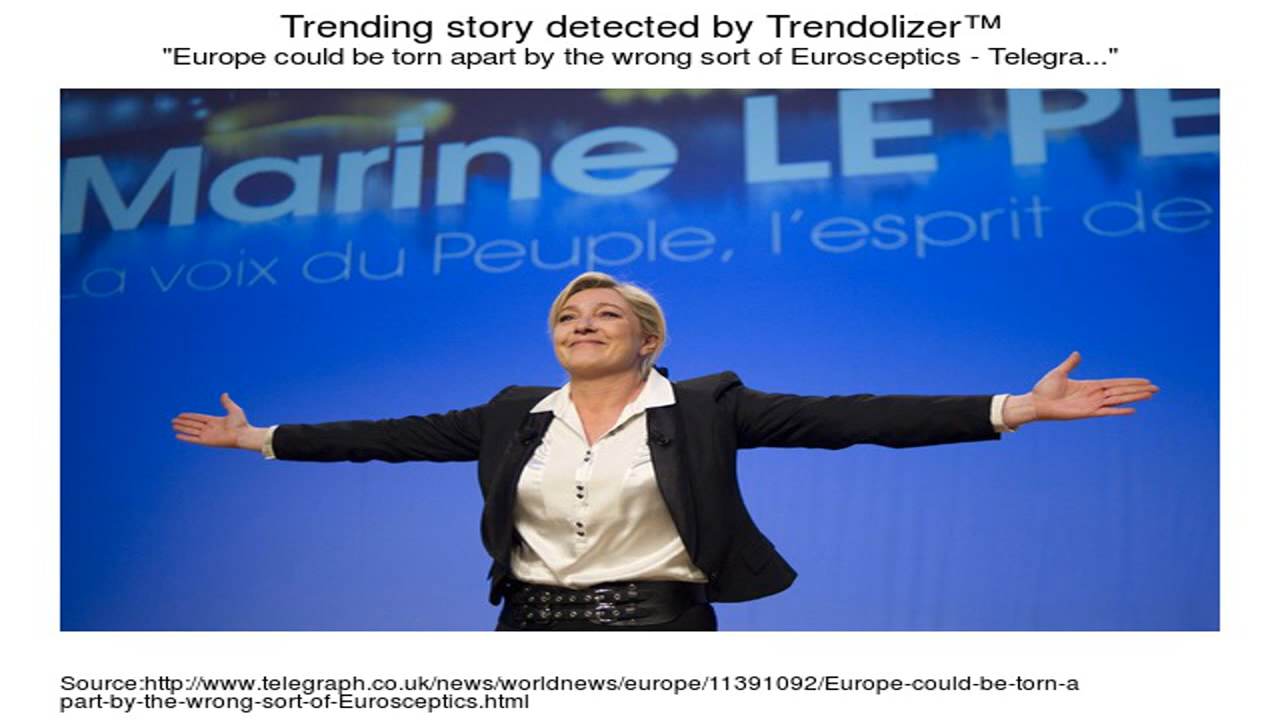 Trending story detected by Trendolizer™
"Europe could be torn apart by the wrong sort of Eurosceptics - Telegra..."
Marine LE PE
La voix du Peuple, l'esprit de
Source:http://www.telegraph.co.uk/news/worldnews/europe/11391092/Europe-could-be-torn-a
part-by-the-wrong-sort-of-Eurosceptics.html